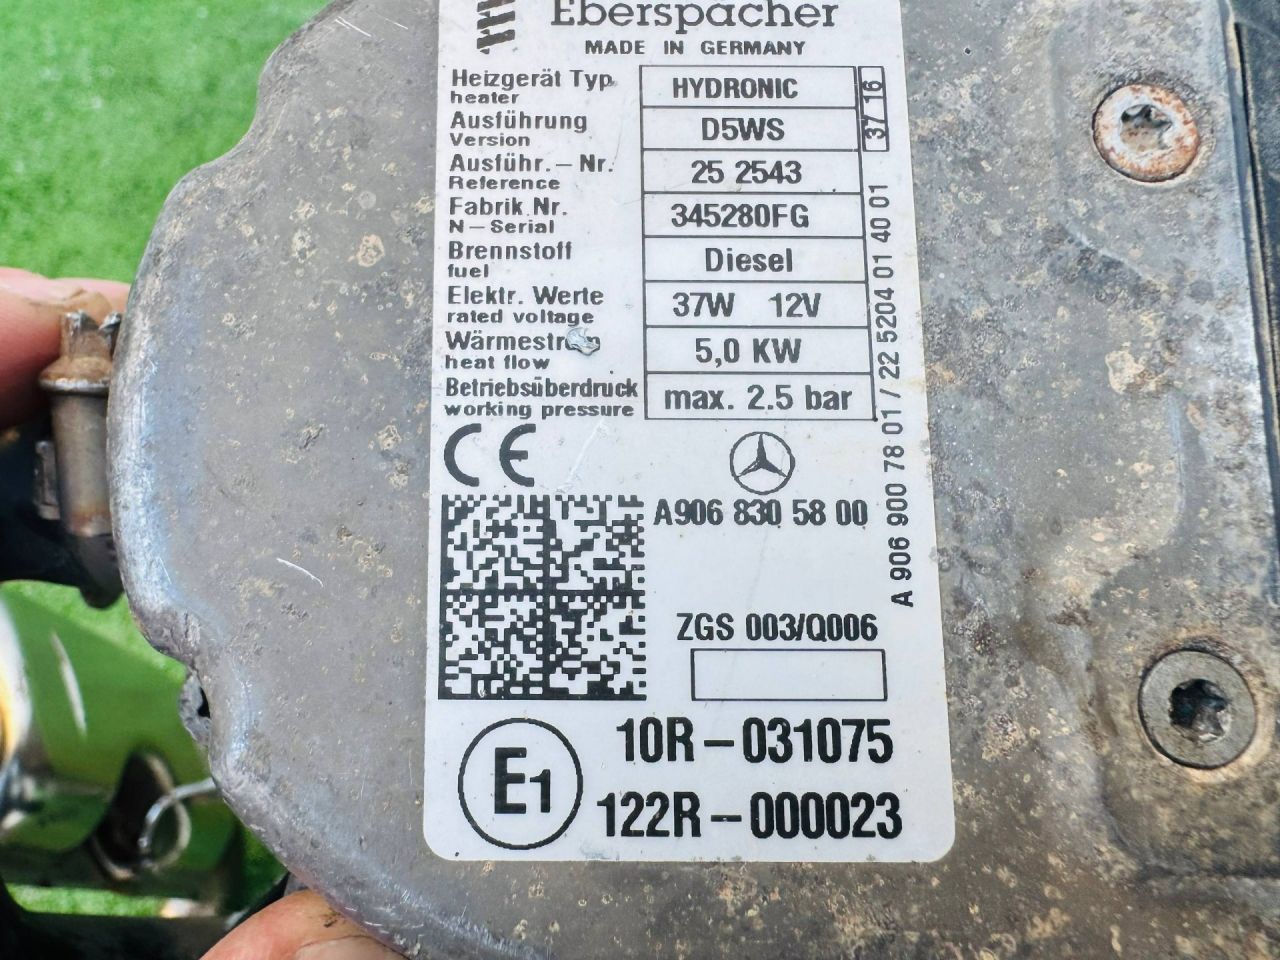 Eberspächer
MADE IN GERMANY
Heizgerät Typ HYDRONIC 37 16
heater
Ausführung D5WS
Version
Ausführ.-Nr. 25 2543
Reference
Fabrik.Nr. 345280FG
N-Serial
Brennstoff Diesel
fuel
Elektr. Werte 37W 12V
rated voltage
Wärmestrom 5,0 KW
heat flow
Betriebsüberdruck max. 2.5 bar
working pressure
A 906 900 78 01 / 22 5204 01 40 01
CE
A906 830 58 00
ZGS 003/Q006
E1
10R-031075
122R-000023